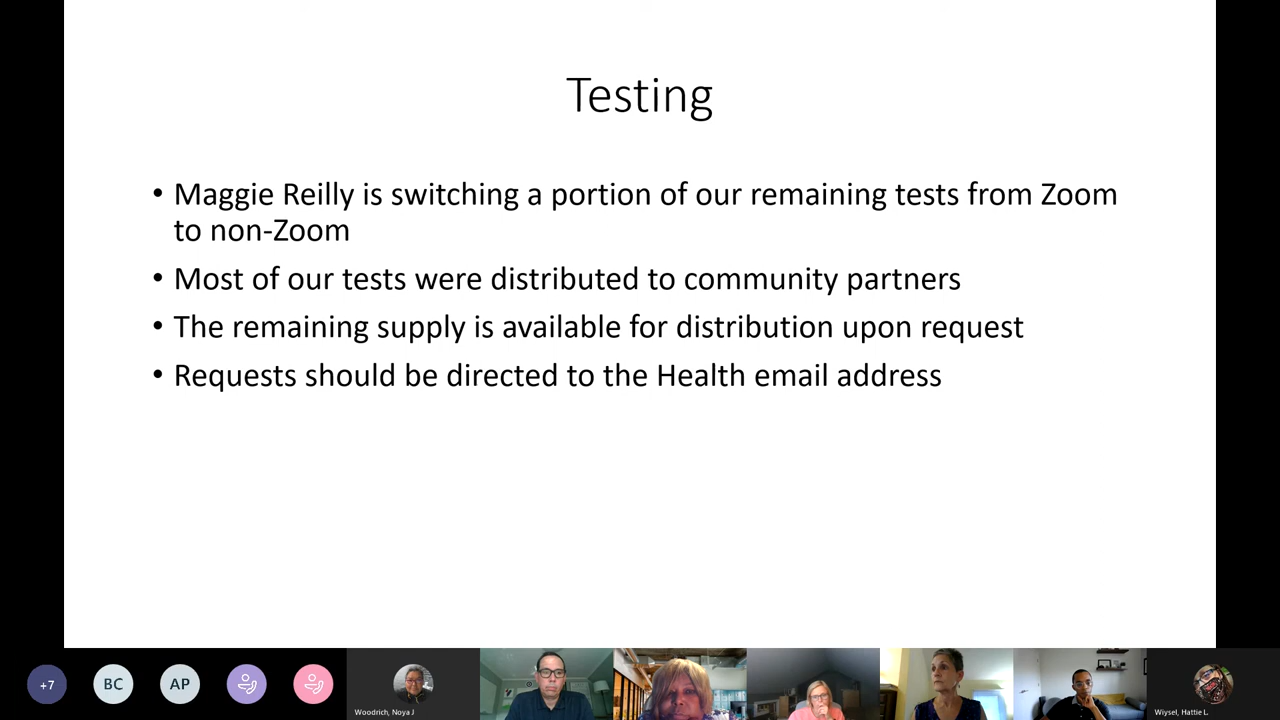 Testing
• Maggie Reilly is switching a portion of our remaining tests from Zoom
to non-Zoom
• Most of our tests were distributed to community partners
• The remaining supply is available for distribution upon request
• Requests should be directed to the Health email address
+7
BC
AP
Woodrich, Noya J
Wiysel, Hattie L.